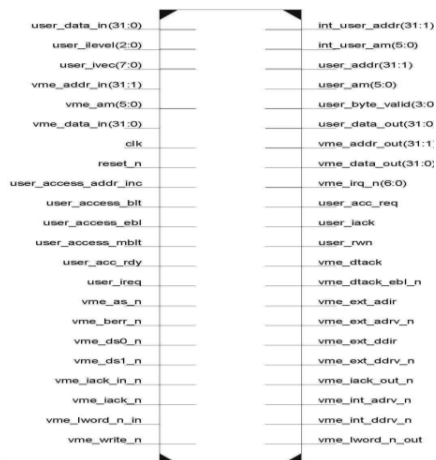 user_data_in(31:0)
user_ilevel(2:0)
user_ivec(7:0)
vme_addr_in(31:1)
vme_am(5:0)
vme_data_in(31:0)
clk
reset_n
user_access_addr_inc
user_access_blt
user_access_ebl
user_access_mblt
user_acc_rdy
user_ireq
vme_as_n
vme_berr_n
vme_ds0_n
vme_ds1_n
vme_iack_in_n
vme_iack_n
vme_lword_n_in
vme_write_n
int_user_addr(31:1)
int_user_am(5:0)
user_addr(31:1)
user_am(5:0)
user_byte_valid(3:0
user_data_out(31:0
vme_addr_out(31:1
vme_data_out(31:0)
vme_irq_n(6:0)
user_acc_req
user_iack
user_rwn
vme_dtack
vme_dtack_ebl_n
vme_ext_adir
vme_ext_adrv_n
vme_ext_ddir
vme_ext_ddrv_n
vme_iack_out_n
vme_int_adrv_n
vme_int_ddrv_n
vme_lword_n_out